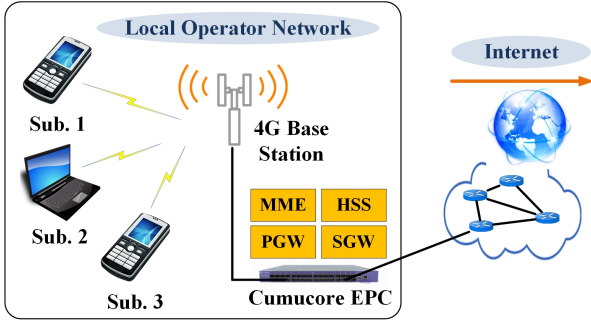 Local Operator Network
Internet
Sub. 1
4G Base
Station
Sub. 2
MME
HSS
PGW
SGW
Sub. 3
Cumucore EPC